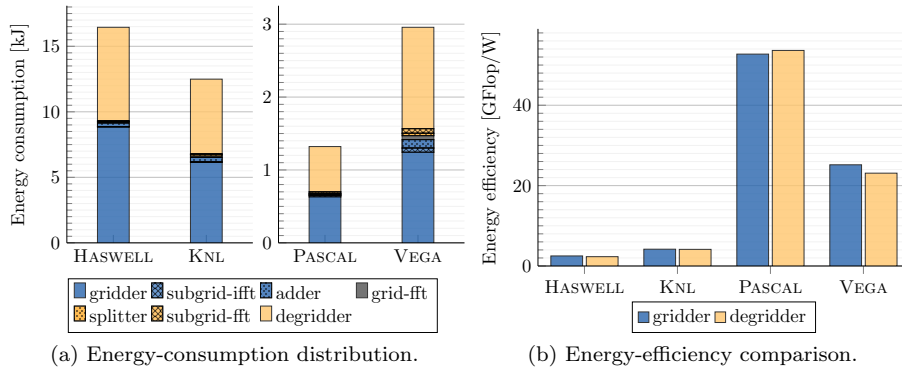 Energy consumption [kJ]
15
10
5
0
HASWELL KNL
3
2
1
0
PASCAL VEGA
gridder subgrid-ifft adder grid-fft
splitter subgrid-fft degridder
(a) Energy-consumption distribution.
Energy efficiency [GFlop/W]
40
20
0
HASWELL KNL PASCAL VEGA
gridder degridder
(b) Energy-efficiency comparison.